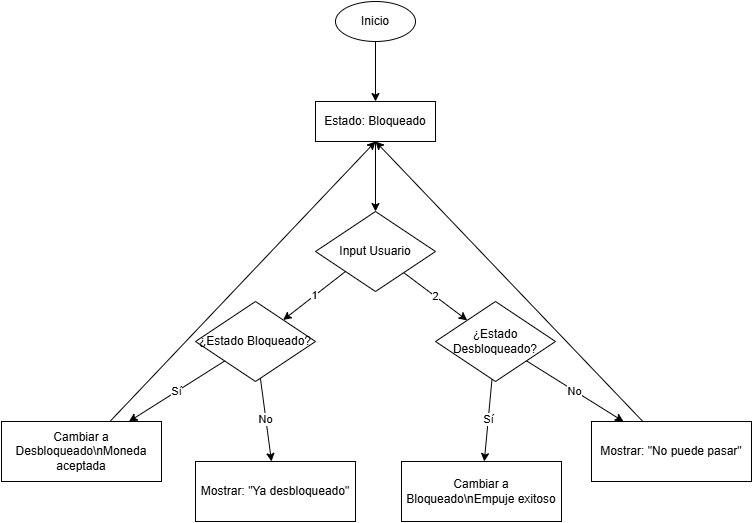 Inicio
Estado: Bloqueado
Input Usuario
1
2
¿Estado Bloqueado?
¿Estado
Desbloqueado?
Sí
No
Sí
No
Cambiar a
Desbloqueado\nMoneda
aceptada
Mostrar: "Ya desbloqueado"
Cambiar a
Bloqueado\nEmpuje exitoso
Mostrar: "No puede pasar"